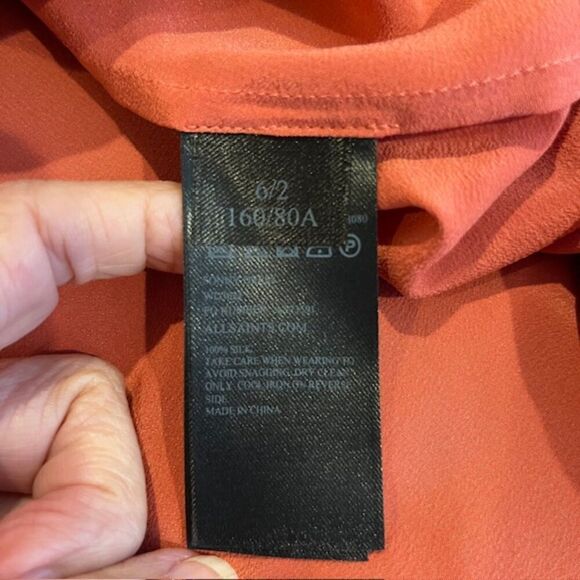 6/2
160/80A
1080
P
ALLSAINTS.COM
100% SILK
TAKE CARE WHEN WEARING TO
AVOID SNAGGING, DRY CLEAN
ONLY. COOL IRON ON REVERSE
SIDE
MADE IN CHINA